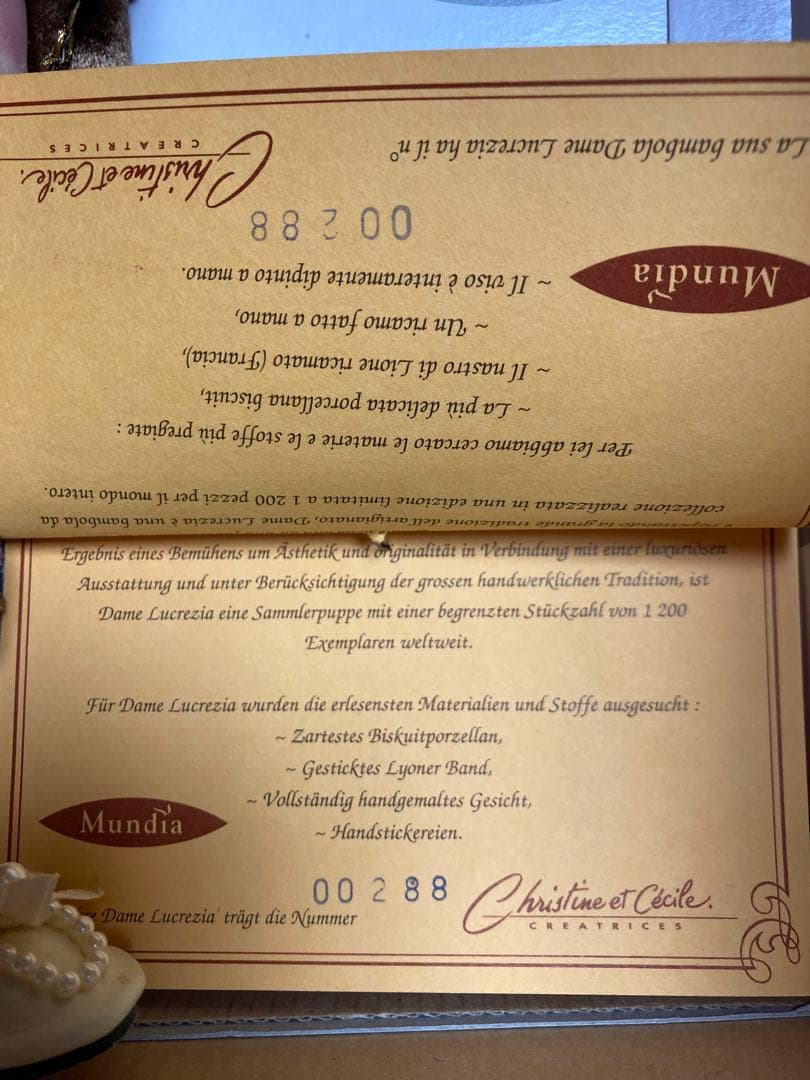 collezione realizzata in una edizione limitata a 1 200 pezzi per il mondo intero.
Per lei abbiamo cercato le materie e le stoffe più pregiate :
~ La più delicata porcellana biscuit,
~ Il nastro di Lione ricamato (Francia),
~ Un ricamo fatto a mano,
~ Il viso è interamente dipinto a mano.
Mundia
00288
La sua bambola Dame Lucrezia ha il n°
Christine et Cécile.
CREATRICES
Ergebnis eines Bemühens um Ästhetik und originalität in Verbindung mit einer luxuriösen
Ausstattung und unter Berücksichtigung der grossen handwerklichen Tradition, ist
Dame Lucrezia eine Sammlerpuppe mit einer begrenzten Stückzahl von 1 200
Exemplaren weltweit.
Für Dame Lucrezia wurden die erlesensten Materialien und Stoffe ausgesucht :
~ Zartestes Biskuitporzellan,
~ Gesticktes Lyoner Band,
~ Vollständig handgemaltes Gesicht,
~ Handstickereien.
Mundia
00288
Dame Lucrezia' trägt die Nummer
Christine et Cécile.
CREATRICES